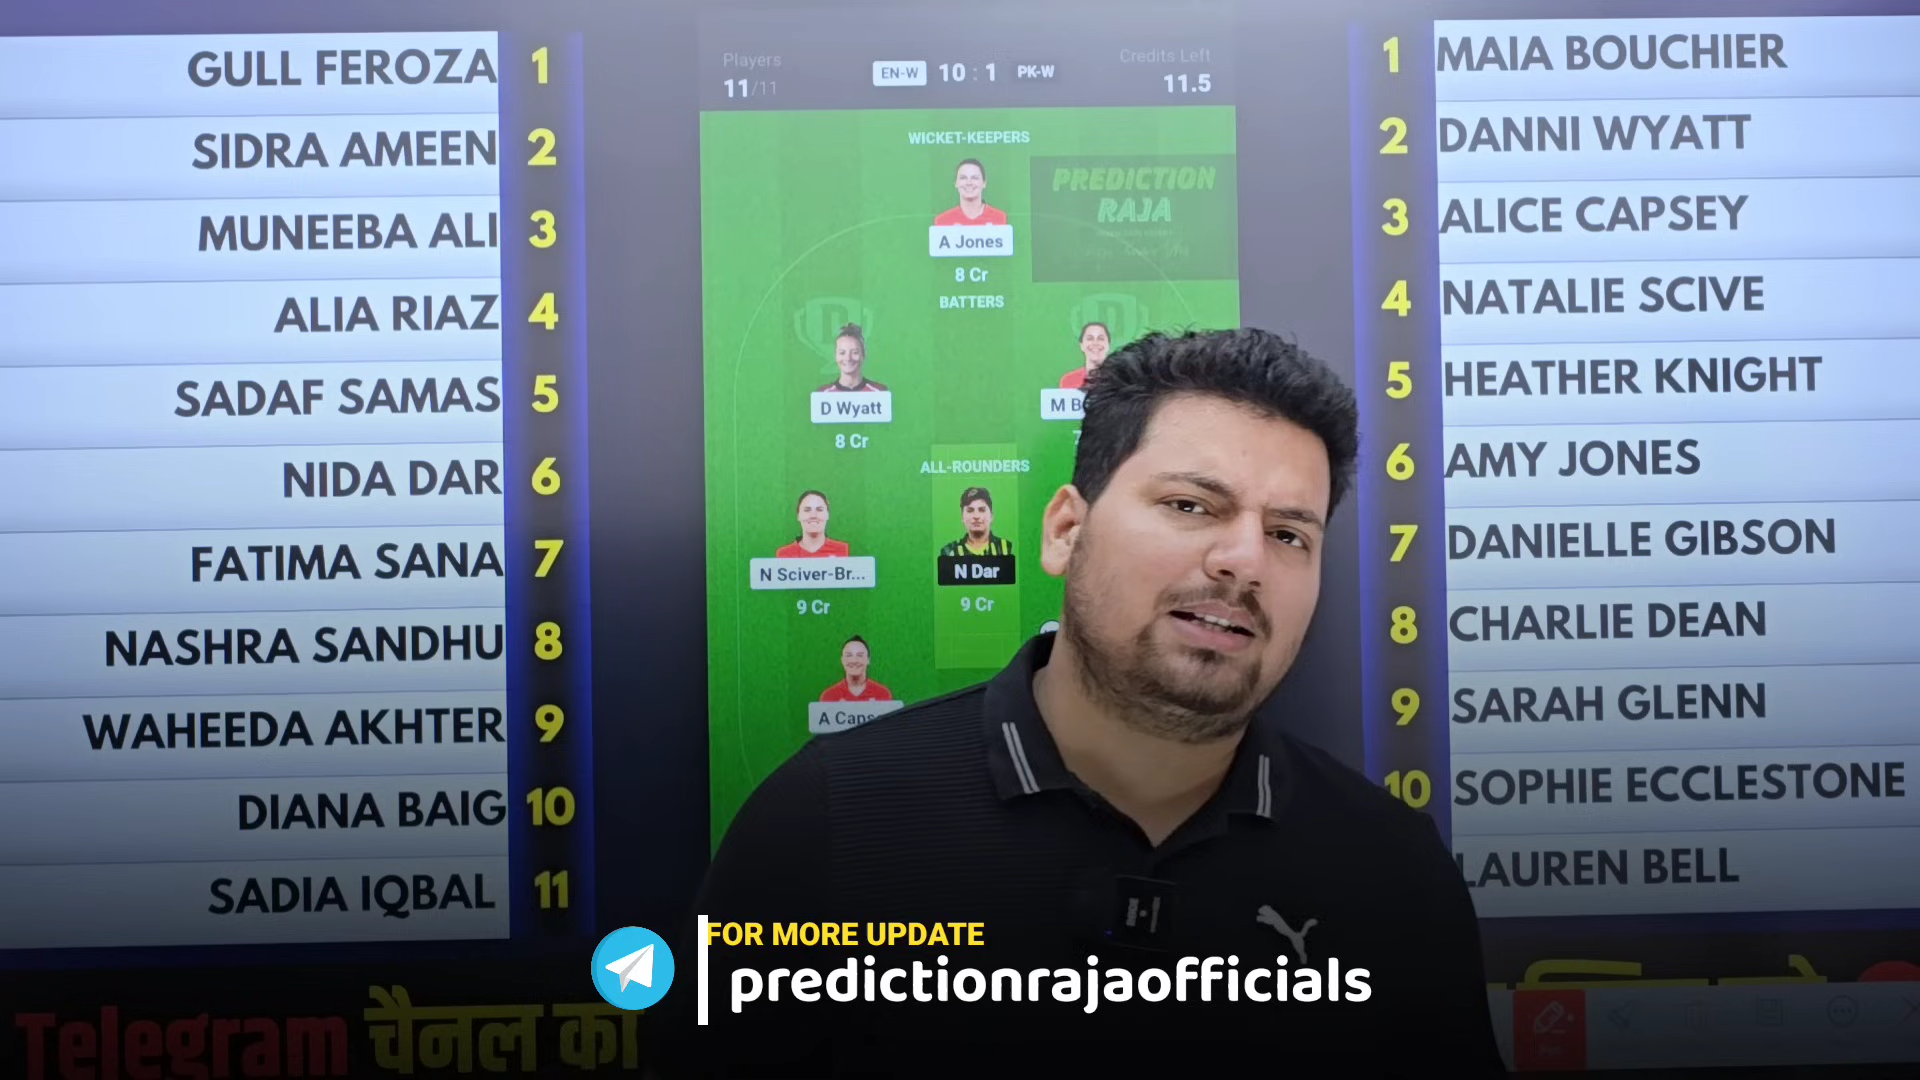 GULL FEROZA 1
SIDRA AMEEN 2
MUNEEBA ALI 3
ALIA RIAZ 4
SADAF SAMAS 5
NIDA DAR 6
FATIMA SANA 7
NASHRA SANDHU 8
WAHEEDA AKHTER 9
DIANA BAIG 10
SADIA IQBAL 11
Players
11/11
EN-W 10 : 1 PK-W
Credits Left
11.5
WICKET-KEEPERS
PREDICTION
RAJA
A Jones
8 Cr
BATTERS
D Wyatt
8 Cr
M B
7
ALL-ROUNDERS
N Sciver-Br...
9 Cr
N Dar
9 Cr
A Caps
1 MAIA BOUCHIER
2 DANNI WYATT
3 ALICE CAPSEY
4 NATALIE SCIVE
5 HEATHER KNIGHT
6 AMY JONES
7 DANIELLE GIBSON
8 CHARLIE DEAN
9 SARAH GLENN
10 SOPHIE ECCLESTONE
LAUREN BELL
FOR MORE UPDATE
predictionrajaofficials
Telegram चैनल का